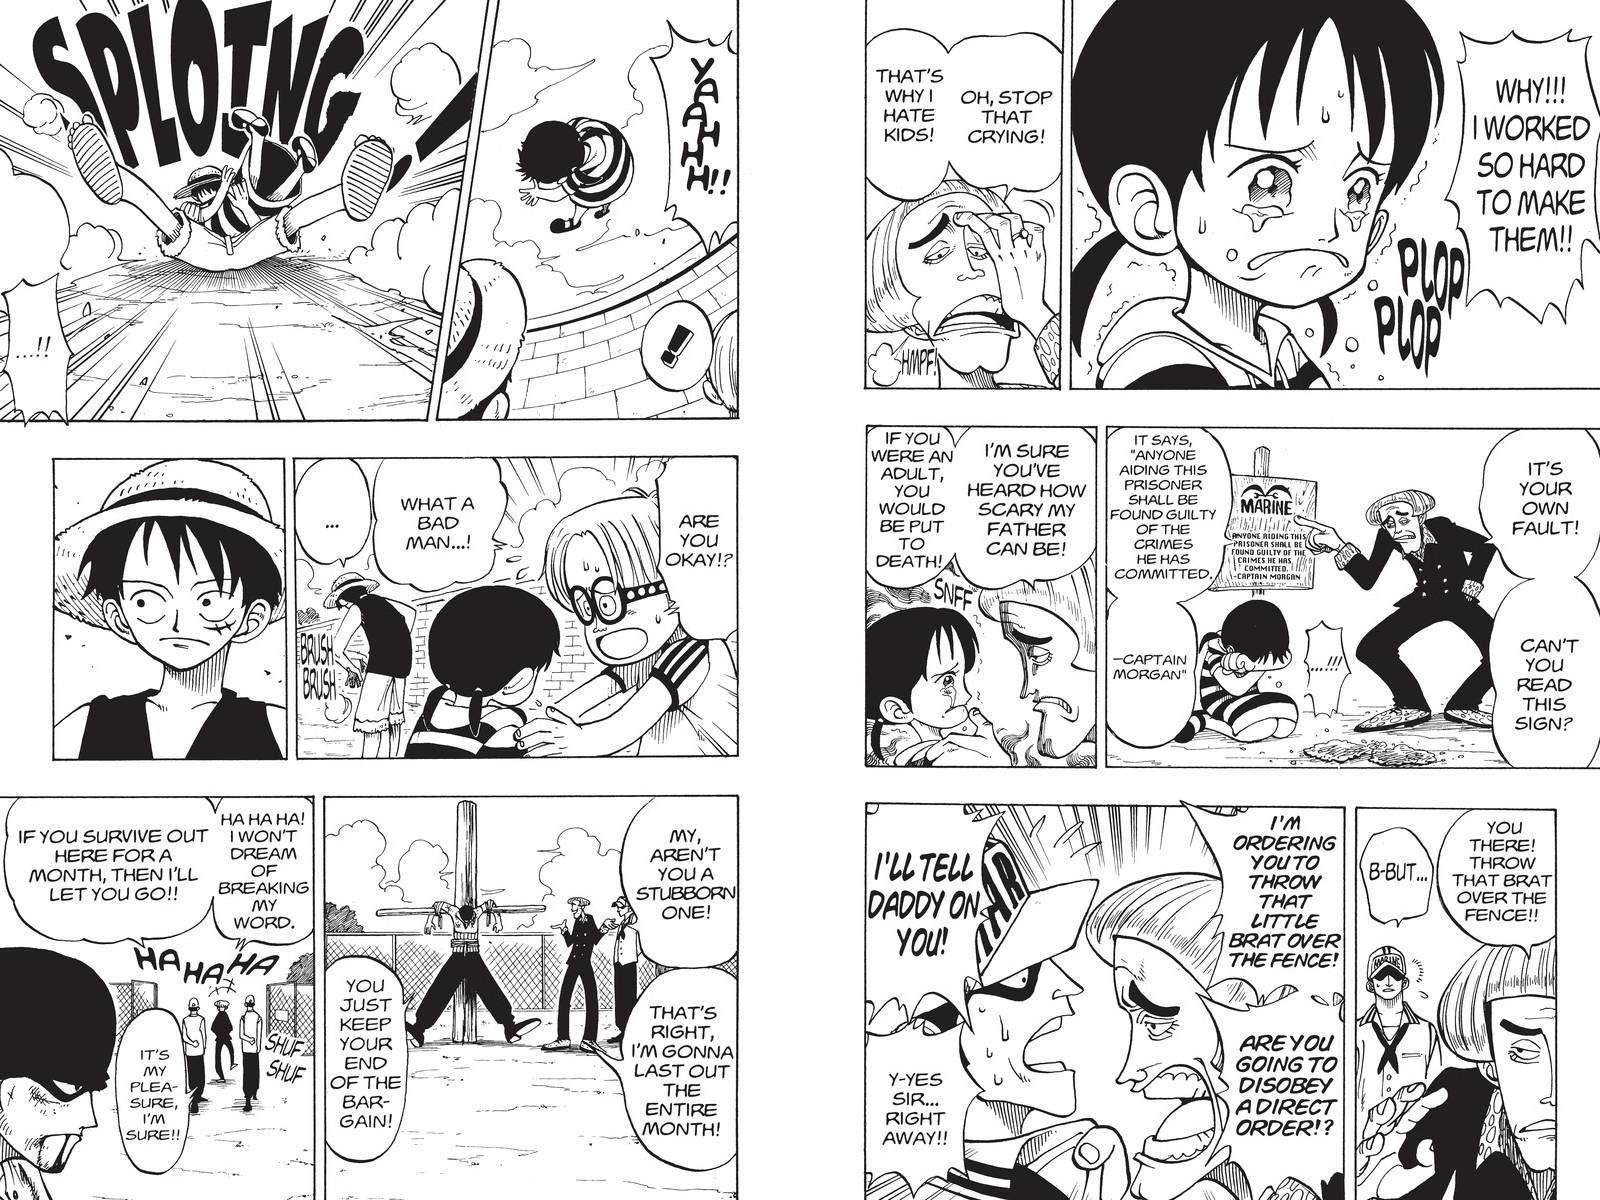 WHY!!!
I WORKED
SO HARD
TO MAKE
THEM!!
PLOP
PLOP
OH, STOP
THAT
CRYING!
THAT'S
WHY I
HATE
KIDS!
HMPF!
IT'S
YOUR
OWN
FAULT!
CAN'T
YOU
READ
THIS
SIGN?
MARINE
ANYONE AIDING THIS
PRISONER SHALL BE
FOUND GUILTY OF THE
CRIMES HE HAS
COMMITTED.
-CAPTAIN MORGAN
...!!!
IT SAYS,
"ANYONE
AIDING THIS
PRISONER
SHALL BE
FOUND GUILTY
OF THE
CRIMES
HE HAS
COMMITTED.
–CAPTAIN
MORGAN"
I'M SURE
YOU'VE
HEARD HOW
SCARY MY
FATHER
CAN BE!
IF YOU
WERE AN
ADULT,
YOU
WOULD
BE PUT
TO
DEATH!
SNFF
YOU
THERE!
THROW
THAT BRAT
OVER THE
FENCE!!
B-BUT...
MARINE
I'M
ORDERING
YOU TO
THROW
THAT
LITTLE
BRAT OVER
THE FENCE!
ARE YOU
GOING TO
DISOBEY
A DIRECT
ORDER!?
I'LL TELL
DADDY ON
YOU!
MAR
Y-YES
SIR...
RIGHT
AWAY!!
YAAHH!!
!
SPLOING!
...!!
ARE
YOU
OKAY!?
WHAT A
BAD
MAN...!
...
BRUSH
BRUSH
MY,
AREN'T
YOU A
STUBBORN
ONE!
THAT'S
RIGHT,
I'M GONNA
LAST OUT
THE
ENTIRE
MONTH!
YOU
JUST
KEEP
YOUR
END
OF THE
BAR-
GAIN!
HA HA HA!
I WON'T
DREAM
OF
BREAKING
MY
WORD.
IF YOU SURVIVE OUT
HERE FOR A
MONTH, THEN I'LL
LET YOU GO!!
HA HA HA
SHUF
SHUF
IT'S
MY
PLEA-
SURE,
I'M
SURE!!